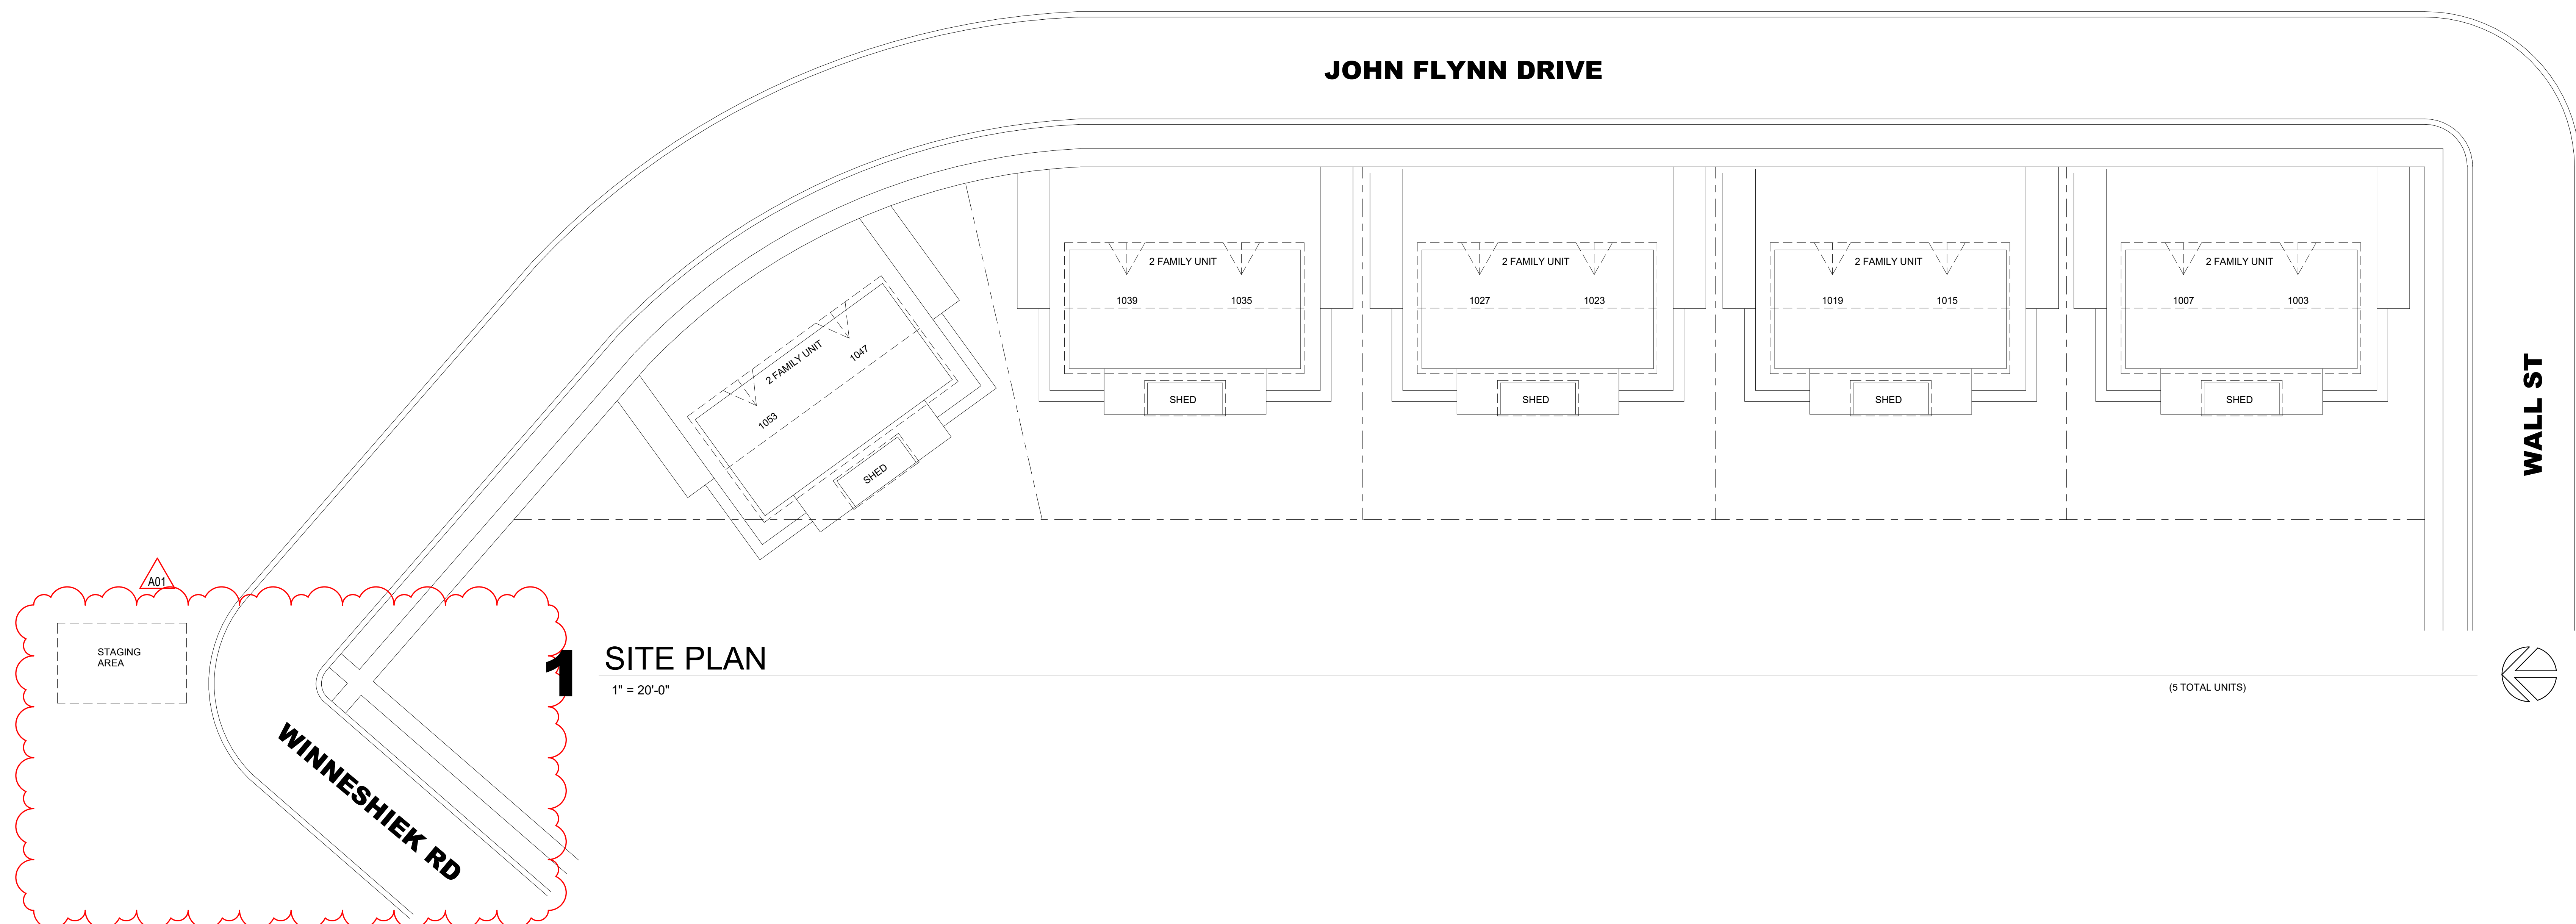 JOHN FLYNN DRIVE
WALL ST
2 FAMILY UNIT
1053
1047
SHED
2 FAMILY UNIT
1039
1035
SHED
2 FAMILY UNIT
1027
1023
SHED
2 FAMILY UNIT
1019
1015
SHED
2 FAMILY UNIT
1007
1003
SHED
A01
STAGING
AREA
WINNESHIEK RD
1
SITE PLAN
1" = 20'-0"
(5 TOTAL UNITS)